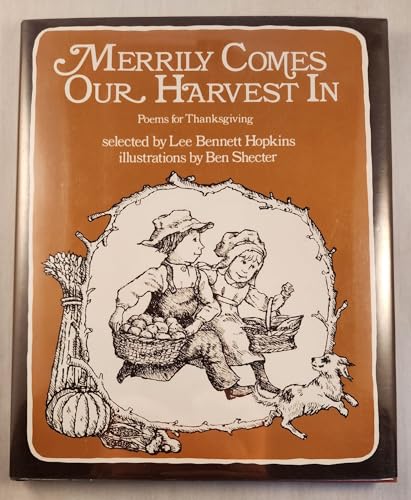 MERRILY COMES
OUR HARVEST IN
Poems for Thanksgiving
selected by Lee Bennett Hopkins
illustrations by Ben Shecter